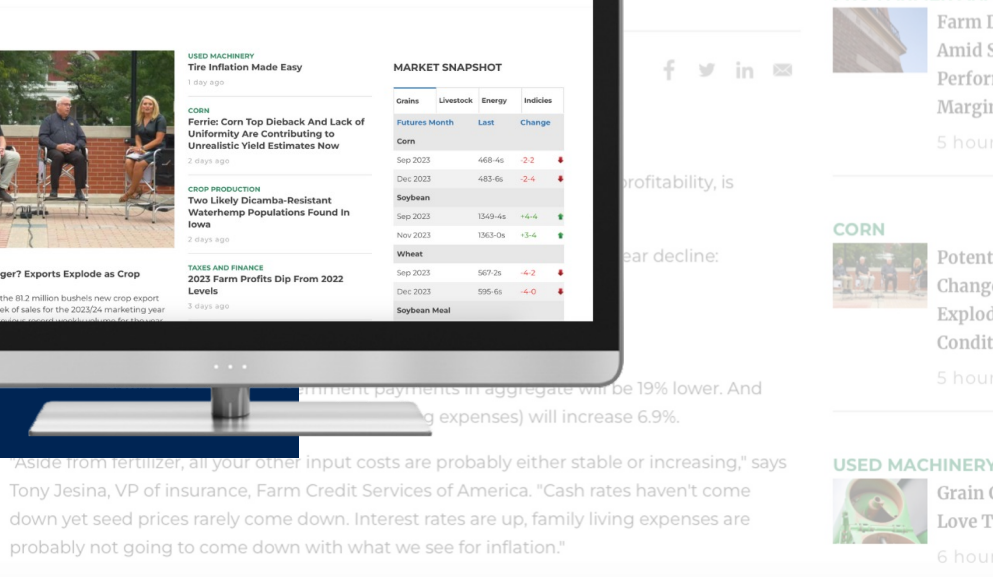 USED MACHINERY
Tire Inflation Made Easy
1 day ago
CORN
Ferrie: Corn Top Dieback And Lack of
Uniformity Are Contributing to
Unrealistic Yield Estimates Now
2 days ago
CROP PRODUCTION
Two Likely Dicamba-Resistant
Waterhemp Populations Found In
Iowa
2 days ago
TAXES AND FINANCE
2023 Farm Profits Dip From 2022
Levels
3 days ago
ger? Exports Explode as Crop
the 81.2 million bushels new crop export
ek of sales for the 2023/24 marketing year
MARKET SNAPSHOT
Grains Livestock Energy Indicies
Futures Month Last Change
Corn
Sep 2023 468-4s -2-2
Dec 2023 483-6s -2-4
Soybean
Sep 2023 1349-4s +4-4
Nov 2023 1363-0s +3-4
Wheat
Sep 2023 567-2s -4-2
Dec 2023 595-6s -4-0
Soybean Meal
profitability, is
ear decline:
ernment payments in aggregate will be 19% lower. And
g expenses) will increase 6.9%.
"Aside from fertilizer, all your other input costs are probably either stable or increasing," says
Tony Jesina, VP of insurance, Farm Credit Services of America. "Cash rates haven't come
down yet seed prices rarely come down. Interest rates are up, family living expenses are
probably not going to come down with what we see for inflation."
Farm
Amid S
Perfor
Margin
5 hour
CORN
Potent
Change
Explod
Condit
5 hour
USED MACHINERY
Grain
Love T
6 hour